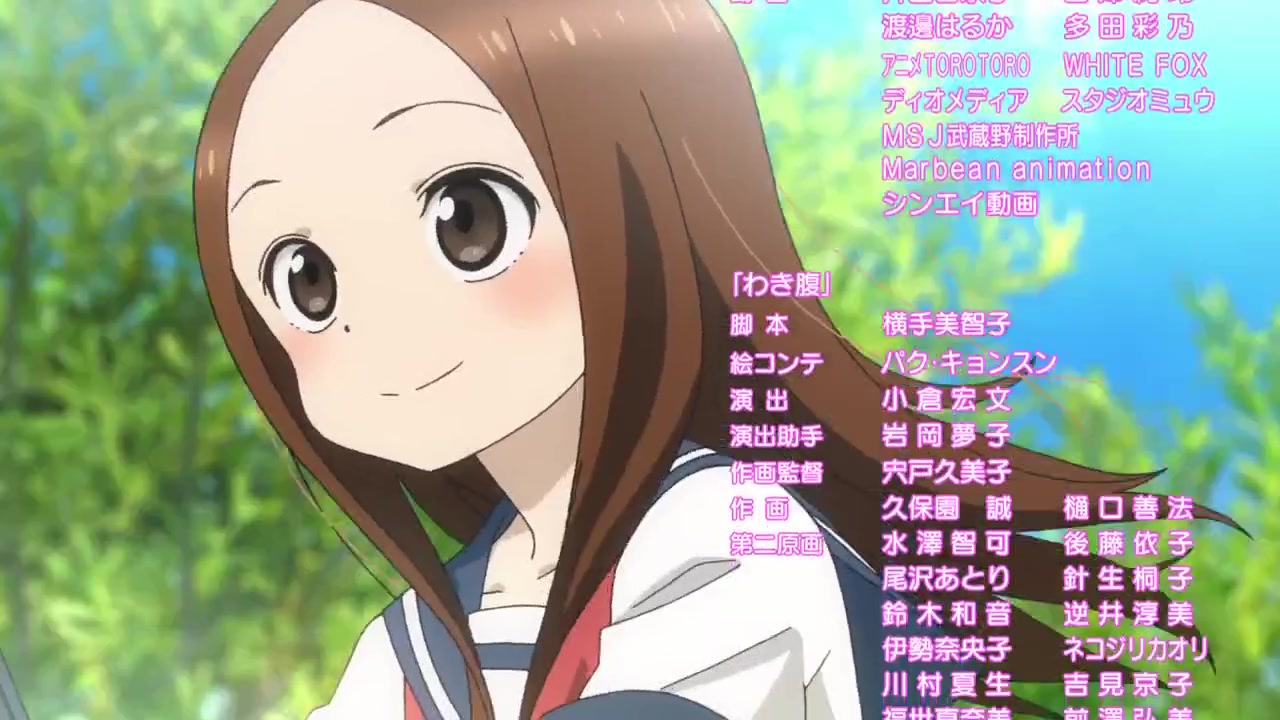 渡邊はるか 多田彩乃
アニメTOROTORO WHITE FOX
ディオメディア スタジオミュウ
MSJ武蔵野制作所
Marbean animation
シンエイ動画
「わき腹」
脚本 横手美智子
絵コンテ パク・キョンスン
演出 小倉宏文
演出助手 岩岡夢子
作画監督 宍戸久美子
作画 久保園 誠 樋口善法
第二原画 水澤智可 後藤依子
尾沢あとり 針生桐子
鈴木和音 逆井淳美
伊勢奈央子 ネコジリカオリ
川村夏生 吉見京子